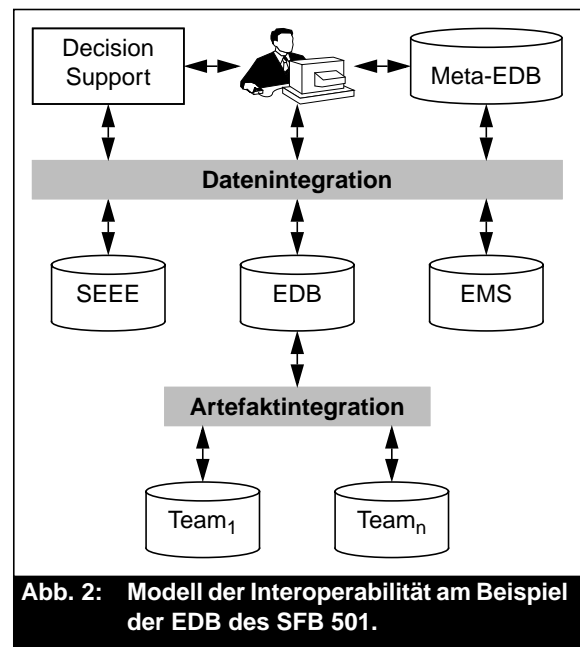 Decision
Support
Meta-EDB
Datenintegration
SEEE
EDB
EMS
Artefaktintegration
Team1
Teamn
Abb. 2: Modell der Interoperabilität am Beispiel
der EDB des SFB 501.